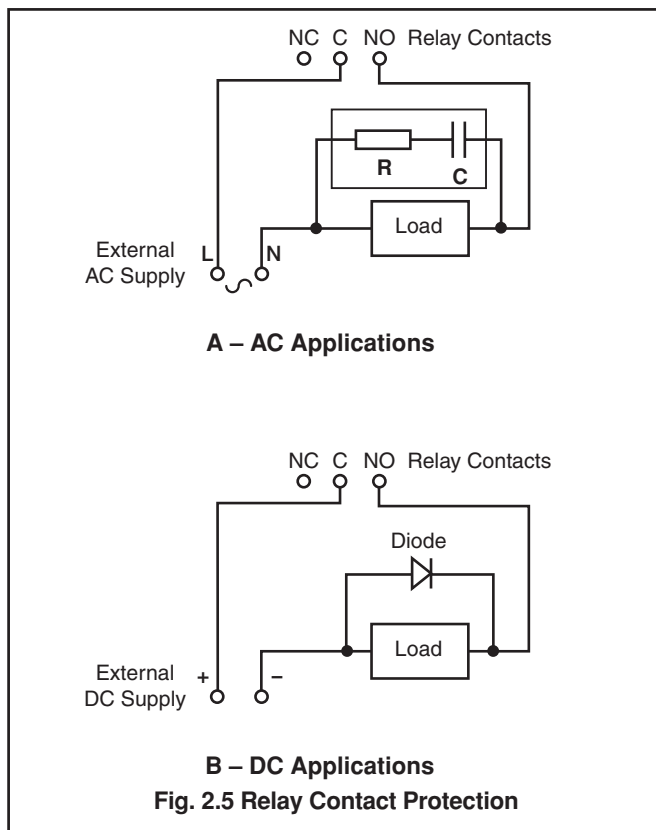 NC C NO Relay Contacts
R
C
Load
External
AC Supply
L N
A – AC Applications
NC C NO Relay Contacts
Diode
Load
External
DC Supply
+ –
B – DC Applications
Fig. 2.5 Relay Contact Protection